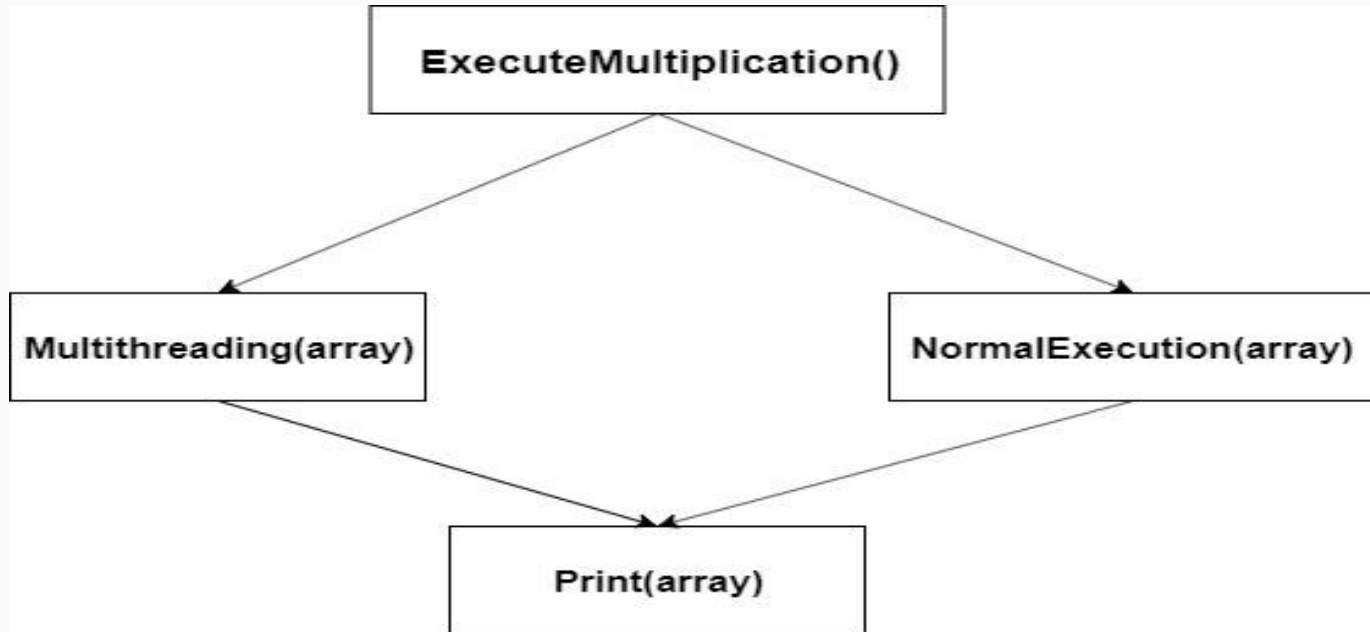 ExecuteMultiplication()
Multithreading(array)
NormalExecution(array)
Print(array)